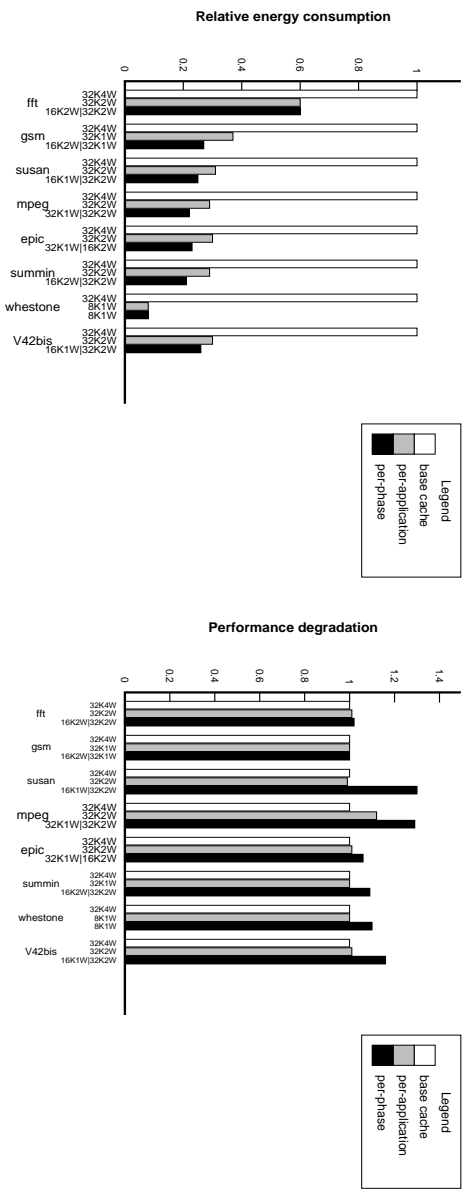 Relative energy consumption
0
0.2
0.4
0.6
0.8
1
32K4W
32K2W
16K2W|32K2W
fft
32K4W
32K1W
16K2W|32K1W
gsm
32K4W
32K2W
16K1W|32K2W
susan
32K4W
32K2W
32K1W|32K2W
mpeg
32K4W
32K2W
32K1W|16K2W
epic
32K4W
32K2W
16K2W|32K2W
summin
32K4W
8K1W
8K1W
whestone
32K4W
32K2W
16K1W|32K2W
V42bis
Legend
base cache
per-application
per-phase
Performance degradation
0
0.2
0.4
0.6
0.8
1
1.2
1.4
32K4W
32K2W
16K2W|32K2W
fft
32K4W
32K1W
16K2W|32K1W
gsm
32K4W
32K2W
16K1W|32K2W
susan
32K4W
32K2W
32K1W|32K2W
mpeg
32K4W
32K2W
32K1W|16K2W
epic
32K4W
32K1W
16K2W|32K2W
summin
32K4W
8K1W
8K1W
whestone
32K4W
32K2W
16K1W|32K2W
V42bis
Legend
base cache
per-application
per-phase